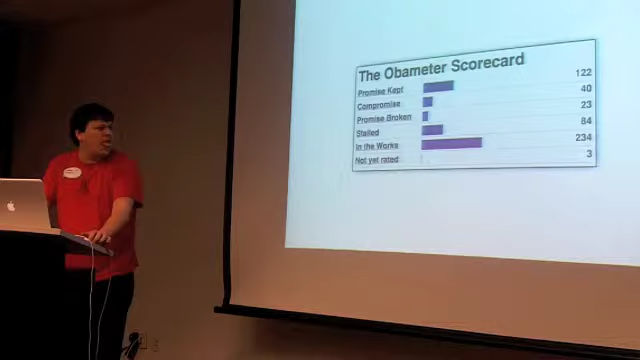 The Obameter Scorecard
Promise Kept 122
Compromise 40
Promise Broken 23
Stalled 84
In the Works 234
Not yet rated 3